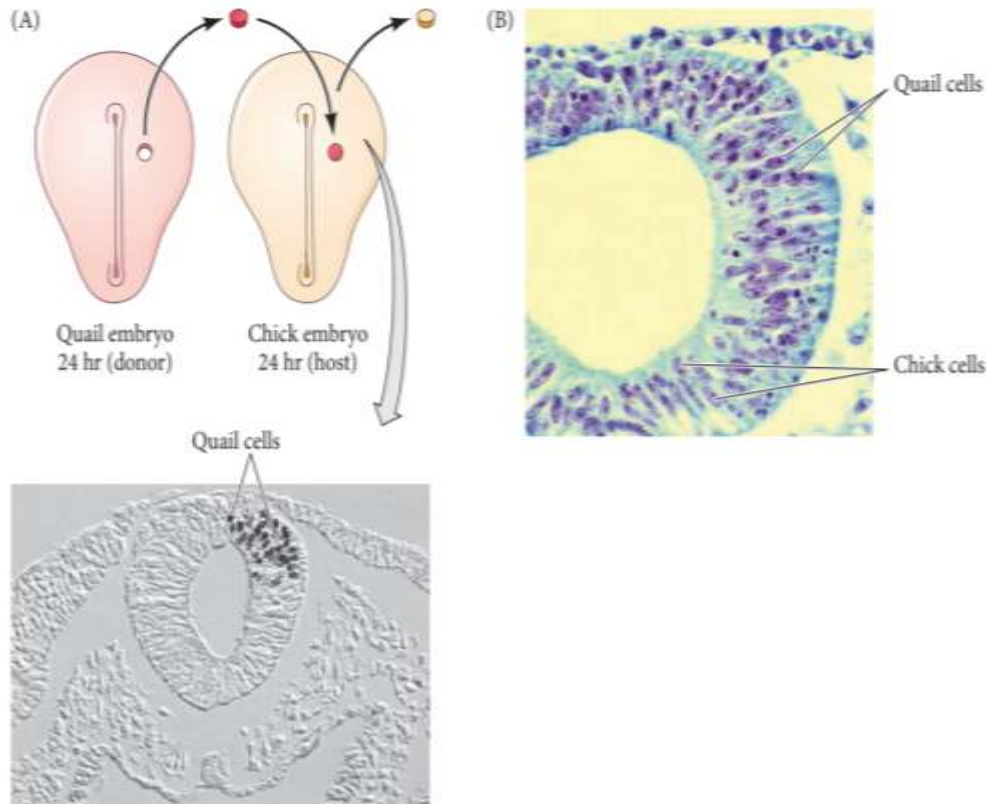 (A)
(B)
Quail cells
Chick cells
Quail embryo
24 hr (donor)
Chick embryo
24 hr (host)
Quail cells